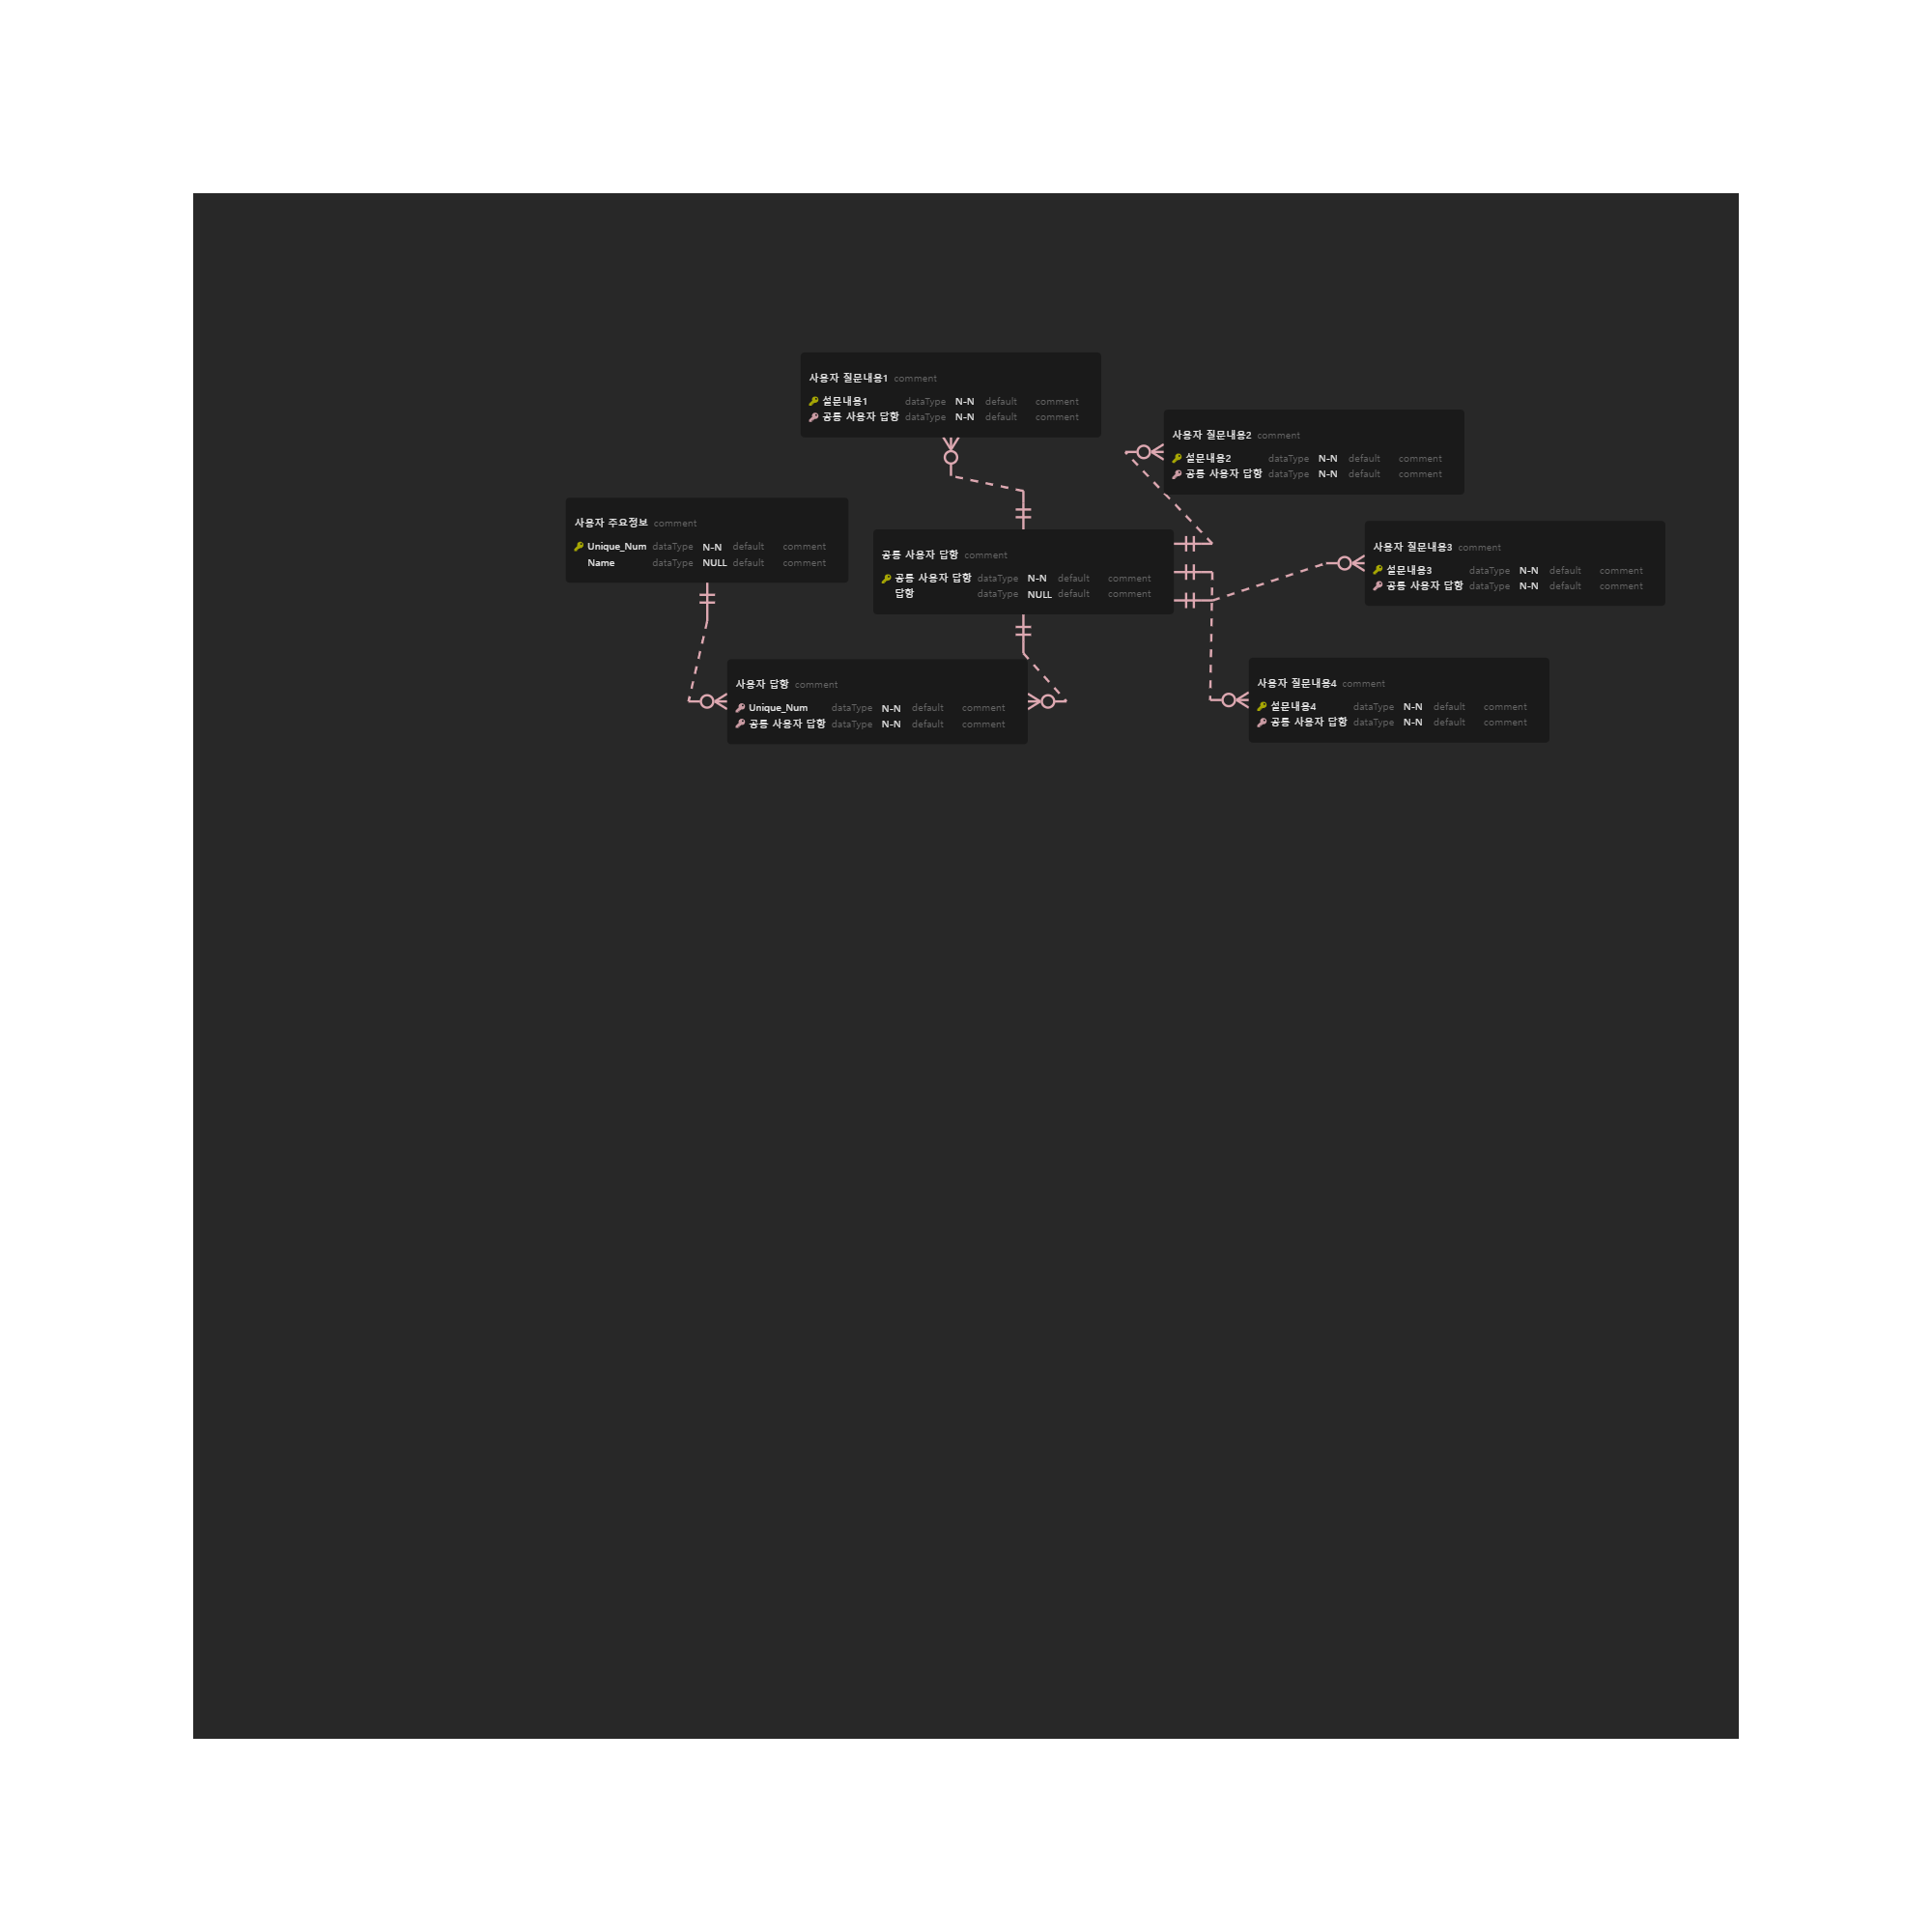 사용자 질문내용1 comment
설문내용1 dataType N-N default comment
공통 사용자 답항 dataType N-N default comment
사용자 질문내용2 comment
설문내용2 dataType N-N default comment
공통 사용자 답항 dataType N-N default comment
사용자 주요정보 comment
Unique_Num dataType N-N default comment
Name dataType NULL default comment
공통 사용자 답항 comment
공통 사용자 답항 dataType N-N default comment
답항 dataType NULL default comment
사용자 질문내용3 comment
설문내용3 dataType N-N default comment
공통 사용자 답항 dataType N-N default comment
사용자 답항 comment
Unique_Num dataType N-N default comment
공통 사용자 답항 dataType N-N default comment
사용자 질문내용4 comment
설문내용4 dataType N-N default comment
공통 사용자 답항 dataType N-N default comment